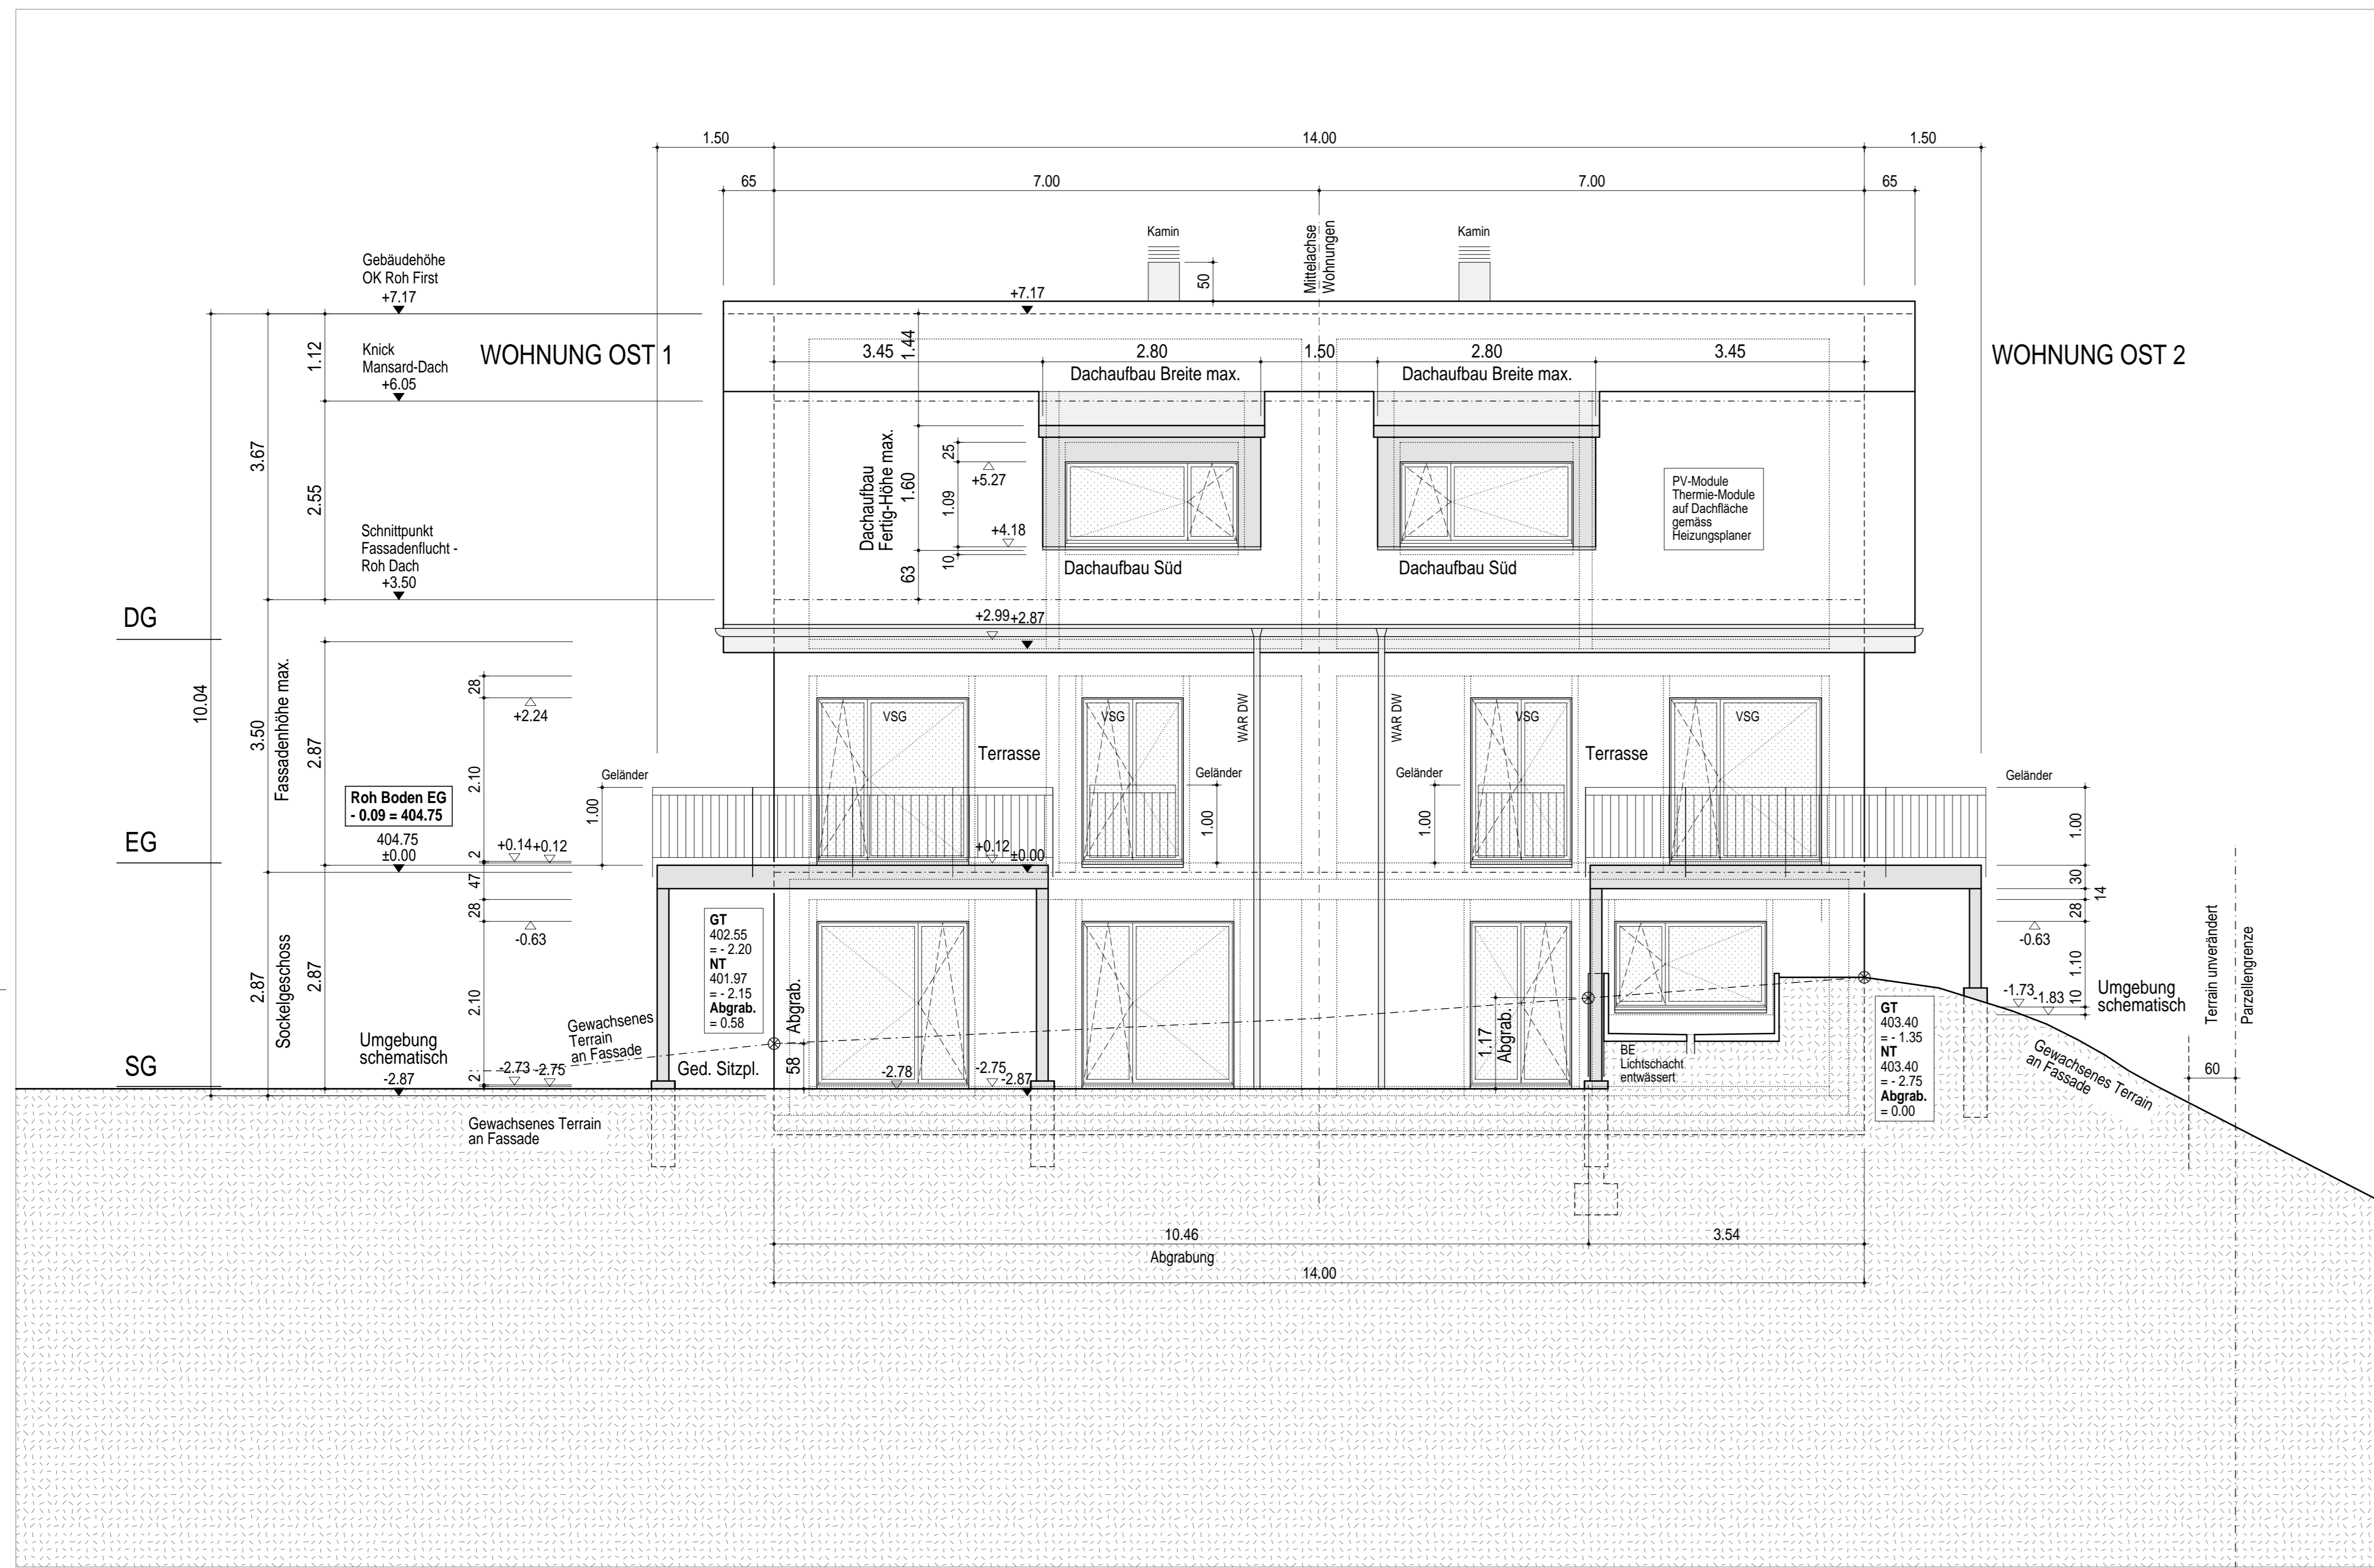 1.50
14.00
1.50
65
7.00
7.00
65
Kamin
Kamin
Mittelachse
Wohnungen
50
Gebäudehöhe
OK Roh First
+7.17
+7.17
WOHNUNG OST 1
WOHNUNG OST 2
1.12
Knick
Mansard-Dach
+6.05
1.44
3.45
2.80
1.50
2.80
3.45
Dachaufbau Breite max.
Dachaufbau Breite max.
3.67
2.55
Dachaufbau
Fertig-Höhe max.
1.60
25
1.09
+5.27
+4.18
10
63
PV-Module
Thermie-Module
auf Dachfläche
gemäss
Heizungsplaner
Schnittpunkt
Fassadenflucht -
Roh Dach
+3.50
Dachaufbau Süd
Dachaufbau Süd
DG
+2.99
+2.87
10.04
3.50
Fassadenhöhe max.
2.87
28
+2.24
2.10
VSG
VSG
VSG
VSG
WAR DW
WAR DW
Terrasse
Terrasse
Geländer
Geländer
Geländer
Geländer
1.00
1.00
1.00
1.00
Roh Boden EG
- 0.09 = 404.75
404.75
±0.00
EG
+0.14
+0.12
2
+0.12
±0.00
47
28
-0.63
30
14
28
-0.63
GT
402.55
= - 2.20
NT
401.97
= - 2.15
Abgrab.
= 0.58
2.87
Sockelgeschoss
2.87
2.10
1.10
10
Terrain unverändert
Parzellengrenze
Umgebung
schematisch
-2.87
Gewachsenes
Terrain
an Fassade
58
Abgrab.
1.17
Abgrab.
-1.73
-1.83
Umgebung
schematisch
GT
403.40
= - 1.35
NT
403.40
= - 2.75
Abgrab.
= 0.00
SG
2
-2.73
-2.75
Ged. Sitzpl.
-2.78
-2.75
-2.87
BE
Lichtschacht
entwässert
Gewachsenes Terrain
an Fassade
60
Gewachsenes Terrain
an Fassade
10.46
3.54
Abgrabung
14.00